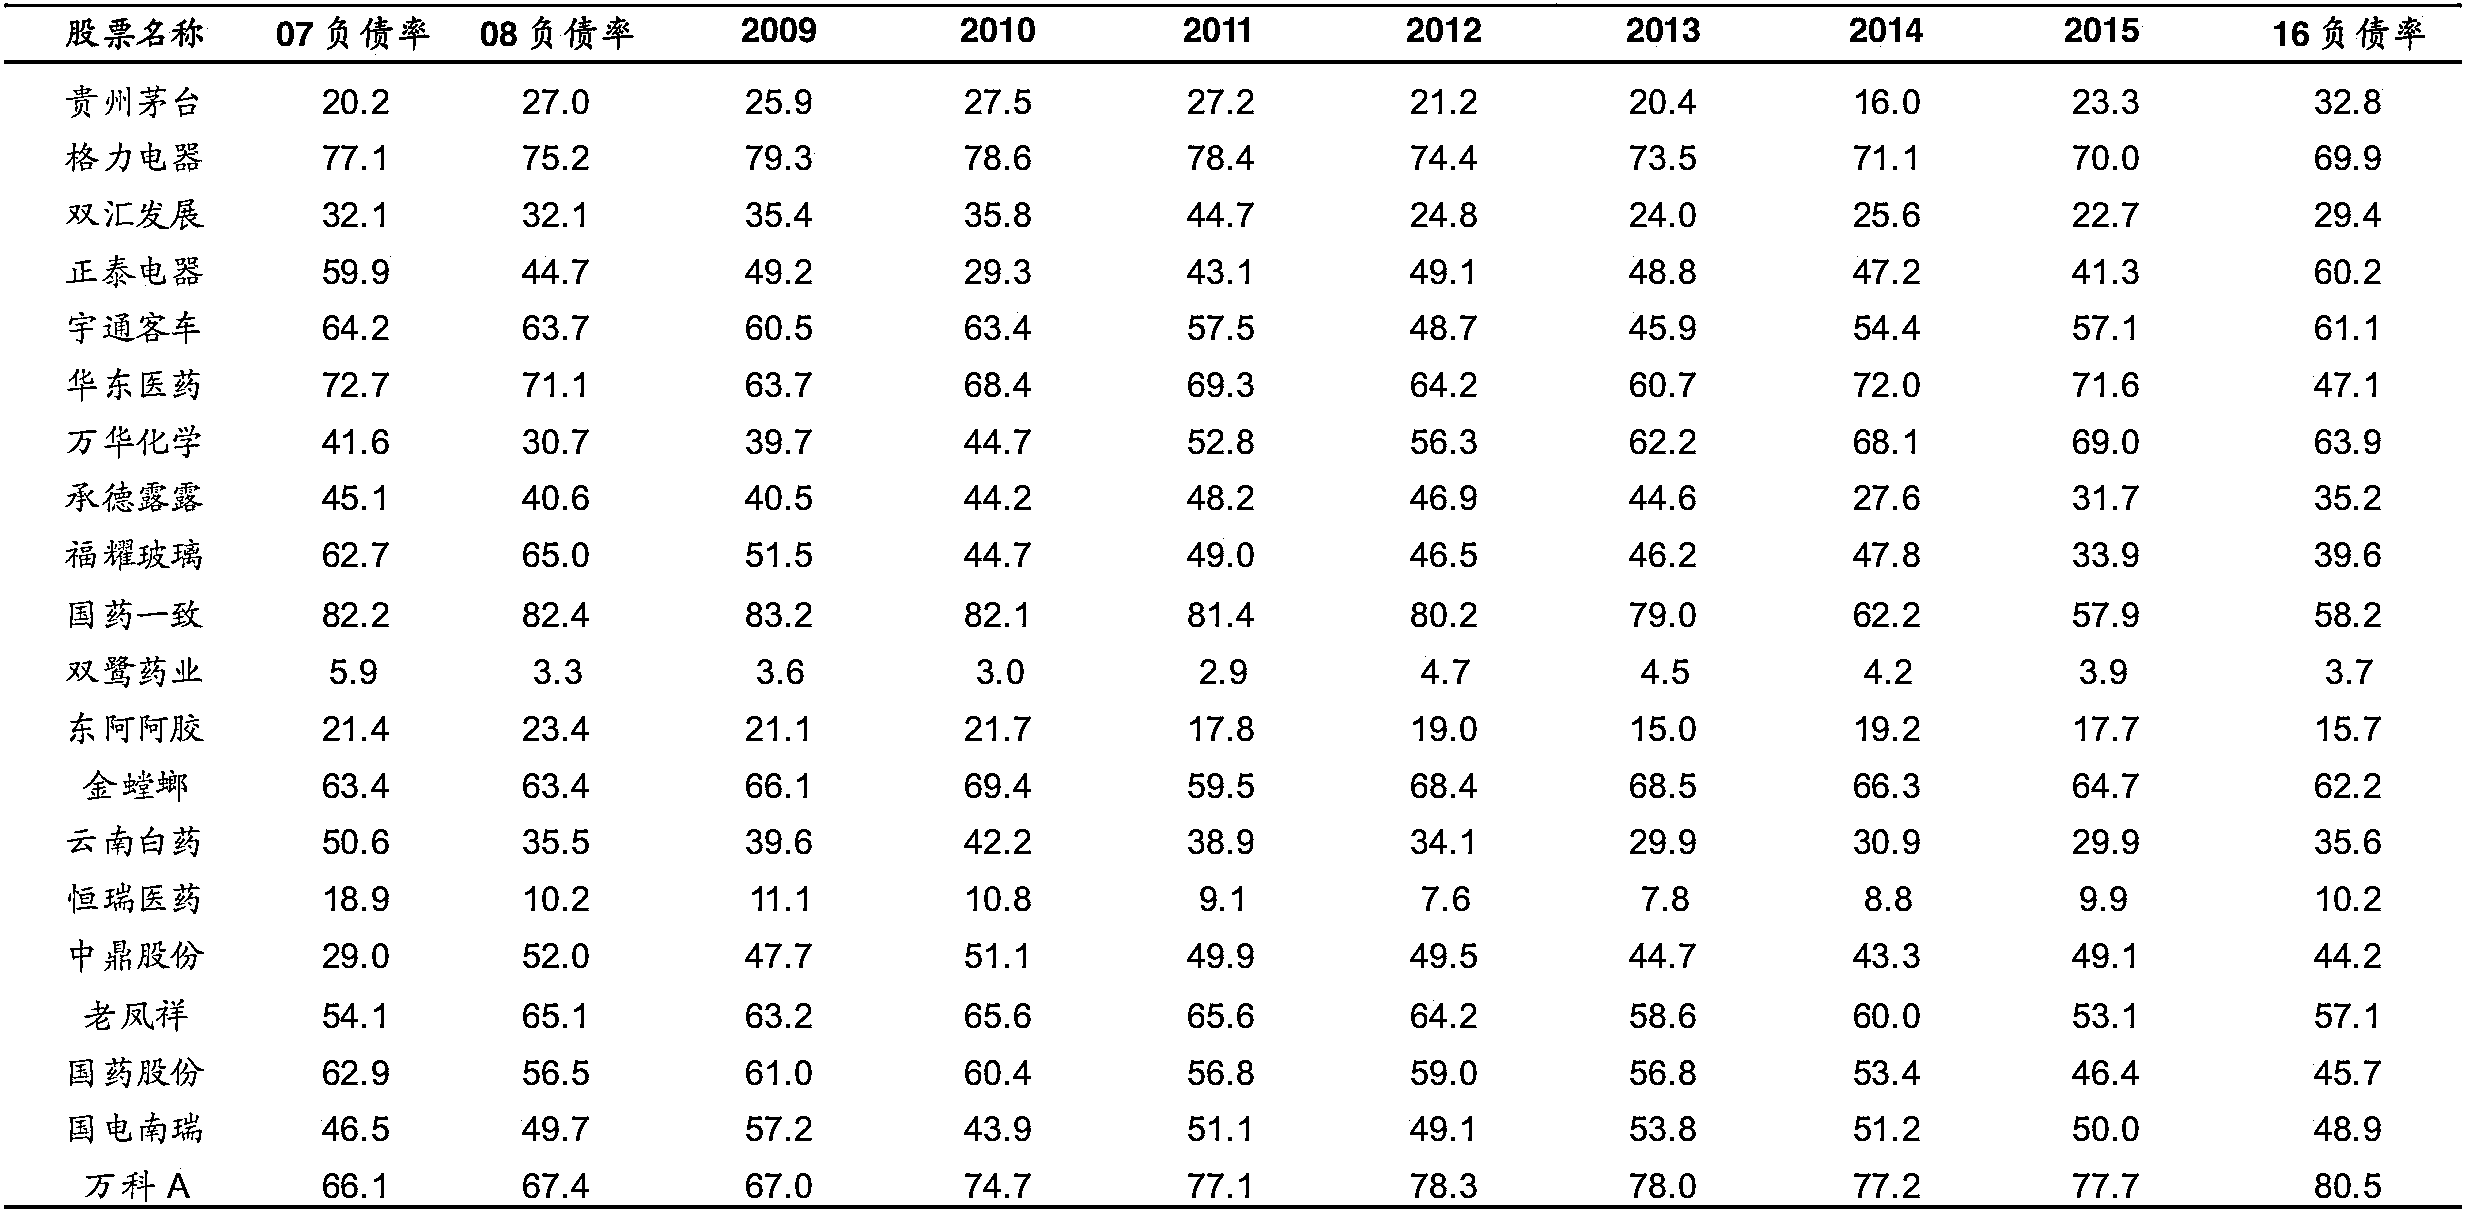 股票名称 07负债率 08负债率 2009 2010 2011 2012 2013 2014 2015 16负债率
贵州茅台 20.2 27.0 25.9 27.5 27.2 21.2 20.4 16.0 23.3 32.8
格力电器 77.1 75.2 79.3 78.6 78.4 74.4 73.5 71.1 70.0 69.9
双汇发展 32.1 32.1 35.4 35.8 44.7 24.8 24.0 25.6 22.7 29.4
正泰电器 59.9 44.7 49.2 29.3 43.1 49.1 48.8 47.2 41.3 60.2
宇通客车 64.2 63.7 60.5 63.4 57.5 48.7 45.9 54.4 57.1 61.1
华东医药 72.7 71.1 63.7 68.4 69.3 64.2 60.7 72.0 71.6 47.1
万华化学 41.6 30.7 39.7 44.7 52.8 56.3 62.2 68.1 69.0 63.9
承德露露 45.1 40.6 40.5 44.2 48.2 46.9 44.6 27.6 31.7 35.2
福耀玻璃 62.7 65.0 51.5 44.7 49.0 46.5 46.2 47.8 33.9 39.6
国药一致 82.2 82.4 83.2 82.1 81.4 80.2 79.0 62.2 57.9 58.2
双鹭药业 5.9 3.3 3.6 3.0 2.9 4.7 4.5 4.2 3.9 3.7
东阿阿胶 21.4 23.4 21.1 21.7 17.8 19.0 15.0 19.2 17.7 15.7
金螳螂 63.4 63.4 66.1 69.4 59.5 68.4 68.5 66.3 64.7 62.2
云南白药 50.6 35.5 39.6 42.2 38.9 34.1 29.9 30.9 29.9 35.6
恒瑞医药 18.9 10.2 11.1 10.8 9.1 7.6 7.8 8.8 9.9 10.2
中鼎股份 29.0 52.0 47.7 51.1 49.9 49.5 44.7 43.3 49.1 44.2
老凤祥 54.1 65.1 63.2 65.6 65.6 64.2 58.6 60.0 53.1 57.1
国药股份 62.9 56.5 61.0 60.4 56.8 59.0 56.8 53.4 46.4 45.7
国电南瑞 46.5 49.7 57.2 43.9 51.1 49.1 53.8 51.2 50.0 48.9
万科A 66.1 67.4 67.0 74.7 77.1 78.3 78.0 77.2 77.7 80.5